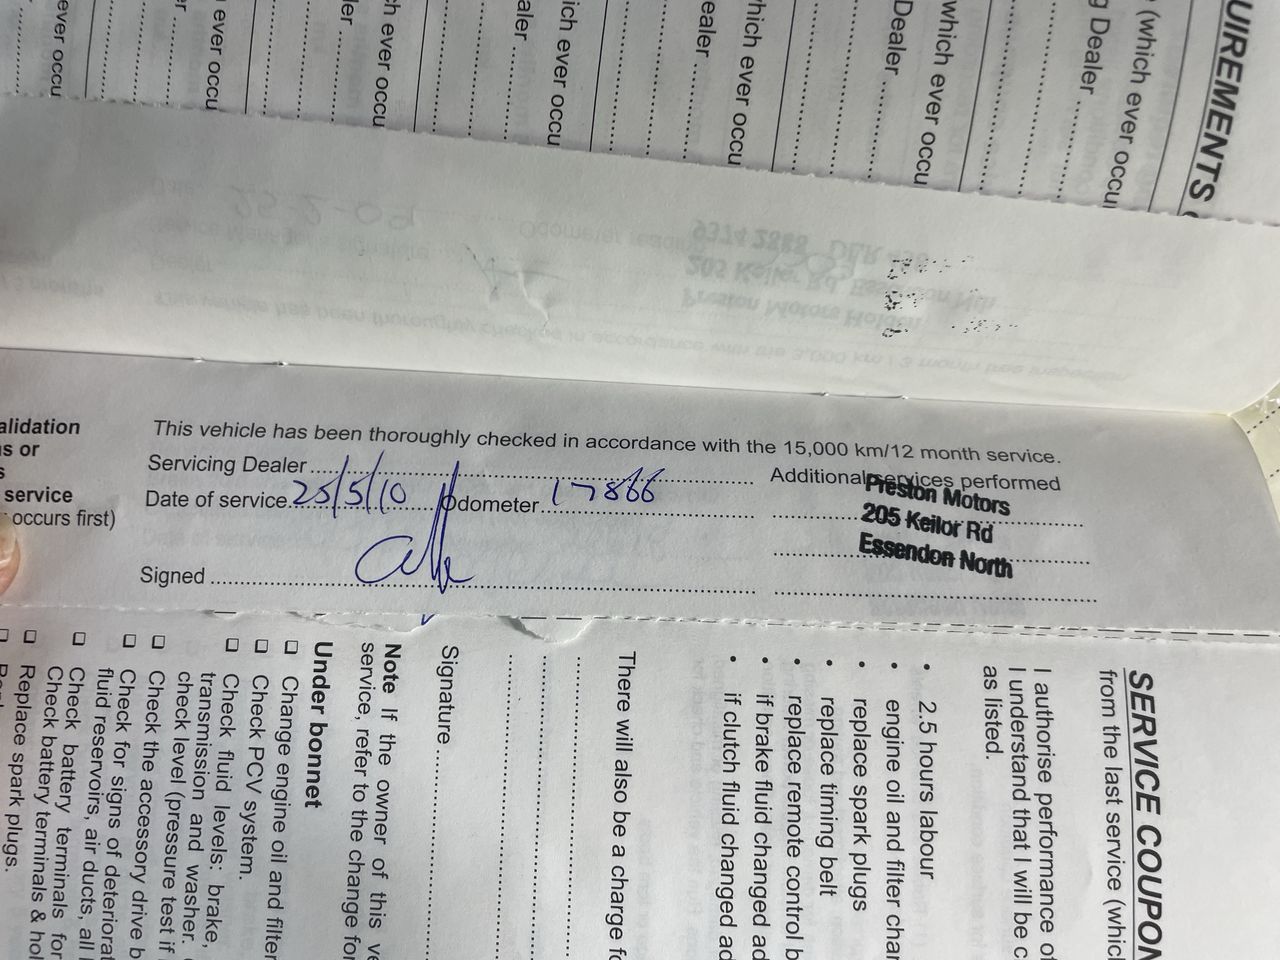 UIREMENTS
(which ever occu
g Dealer
which ever occu
Dealer
hich ever occu
ealer
ich ever occu
aler
ch ever occu
ler
ever occu
er
ever occu
alidation
s or
s
service
occurs first)
This vehicle has been thoroughly checked in accordance with the 15,000 km/12 month service.
Servicing Dealer
Additional services performed
Date of service 25/5/10 Odometer 17866
Preston Motors
205 Keilor Rd
Essendon North
Signed
SERVICE COUPON
from the last service (whic
I authorise performance of
I understand that I will be c
as listed.
• 2.5 hours labour
• engine oil and filter char
• replace spark plugs
• replace timing belt
• replace remote control b
• if brake fluid changed ad
• if clutch fluid changed ad
There will also be a charge f
Signature
Note If the owner of this ve
service, refer to the change for
Under bonnet
❑ Change engine oil and filter
❑ Check PCV system.
❑ Check fluid levels: brake,
transmission and washer.
check level (pressure test if
❑ Check the accessory drive b
❑ Check for signs of deteriorat
fluid reservoirs, air ducts, all
❑ Check battery terminals for
Check battery terminals & hol
❑ Replace spark plugs.